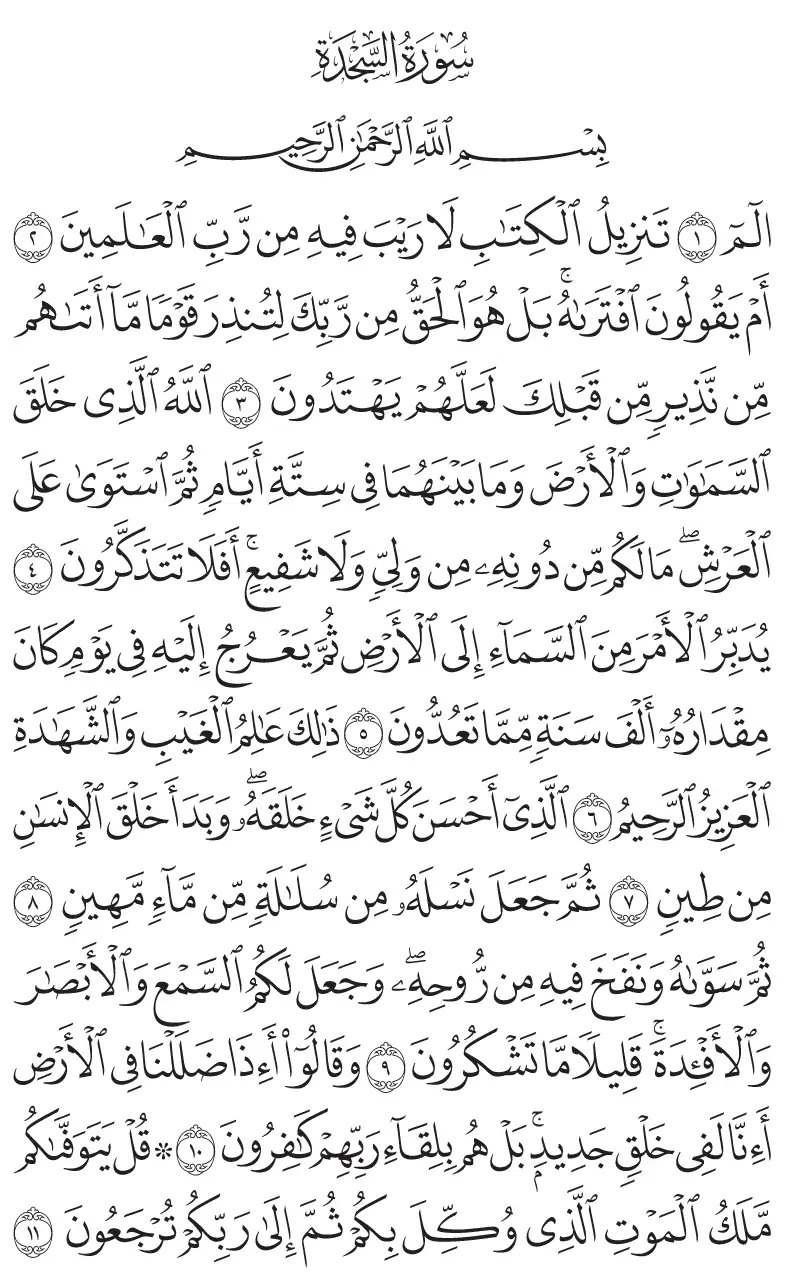 سُورَةُ السَّجۡدَةِ
بِسۡمِ ٱللَّهِ ٱلرَّحۡمَٰنِ ٱلرَّحِيمِ
الٓمٓ ١ تَنزِيلُ ٱلۡكِتَٰبِ لَا رَيۡبَ فِيهِ مِن رَّبِّ ٱلۡعَٰلَمِينَ ٢
أَمۡ يَقُولُونَ ٱفۡتَرَىٰهُۚ بَلۡ هُوَ ٱلۡحَقُّ مِن رَّبِّكَ لِتُنذِرَ قَوۡمٗا مَّآ أَتَىٰهُم
مِّن نَّذِيرٖ مِّن قَبۡلِكَ لَعَلَّهُمۡ يَهۡتَدُونَ ٣ ٱللَّهُ ٱلَّذِي خَلَقَ
ٱلسَّمَٰوَٰتِ وَٱلۡأَرۡضَ وَمَا بَيۡنَهُمَا فِي سِتَّةِ أَيَّامٖ ثُمَّ ٱسۡتَوَىٰ عَلَى
ٱلۡعَرۡشِۖ مَا لَكُم مِّن دُونِهِۦ مِن وَلِيّٖ وَلَا شَفِيعٍۚ أَفَلَا تَتَذَكَّرُونَ ٤
يُدَبِّرُ ٱلۡأَمۡرَ مِنَ ٱلسَّمَآءِ إِلَى ٱلۡأَرۡضِ ثُمَّ يَعۡرُجُ إِلَيۡهِ فِي يَوۡمٖ كَانَ
مِقۡدَارُهُۥٓ أَلۡفَ سَنَةٖ مِّمَّا تَعُدُّونَ ٥ ذَٰلِكَ عَٰلِمُ ٱلۡغَيۡبِ وَٱلشَّهَٰدَةِ
ٱلۡعَزِيزُ ٱلرَّحِيمُ ٦ ٱلَّذِيٓ أَحۡسَنَ كُلَّ شَيۡءٍ خَلَقَهُۥۖ وَبَدَأَ خَلۡقَ ٱلۡإِنسَٰنِ
مِن طِينٖ ٧ ثُمَّ جَعَلَ نَسۡلَهُۥ مِن سُلَٰلَةٖ مِّن مَّآءٖ مَّهِينٖ ٨
ثُمَّ سَوَّىٰهُ وَنَفَخَ فِيهِ مِن رُّوحِهِۦۖ وَجَعَلَ لَكُمُ ٱلسَّمۡعَ وَٱلۡأَبۡصَٰرَ
وَٱلۡأَفۡـِٔدَةَۚ قَلِيلٗا مَّا تَشۡكُرُونَ ٩ وَقَالُوٓاْ أَءِذَا ضَلَلۡنَا فِي ٱلۡأَرۡضِ
أَءِنَّا لَفِي خَلۡقٖ جَدِيدِۭۚ بَلۡ هُم بِلِقَآءِ رَبِّهِمۡ كَٰفِرُونَ ١٠ ۞ قُلۡ يَتَوَفَّىٰكُم
مَّلَكُ ٱلۡمَوۡتِ ٱلَّذِي وُكِّلَ بِكُمۡ ثُمَّ إِلَىٰ رَبِّكُمۡ تُرۡجَعُونَ ١١